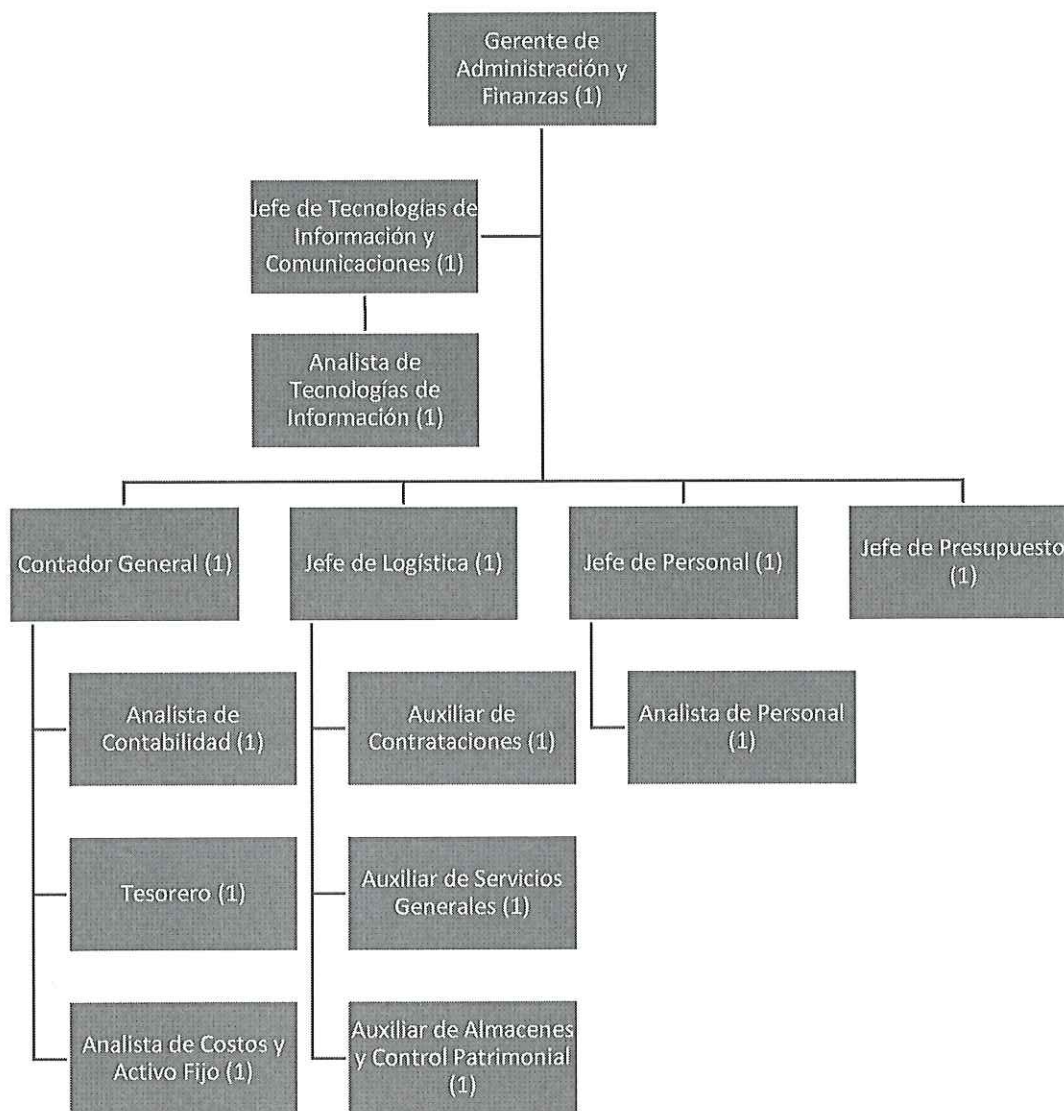 Gerente de
Administración y
Finanzas (1)
Jefe de Tecnologías de
Información y
Comunicaciones (1)
Analista de
Tecnologías de
Información (1)
Contador General (1)
Jefe de Logística (1)
Jefe de Personal (1)
Jefe de Presupuesto
(1)
Analista de
Contabilidad (1)
Auxiliar de
Contrataciones (1)
Analista de Personal
(1)
Tesorero (1)
Auxiliar de Servicios
Generales (1)
Analista de Costos y
Activo Fijo (1)
Auxiliar de Almacenes
y Control Patrimonial
(1)